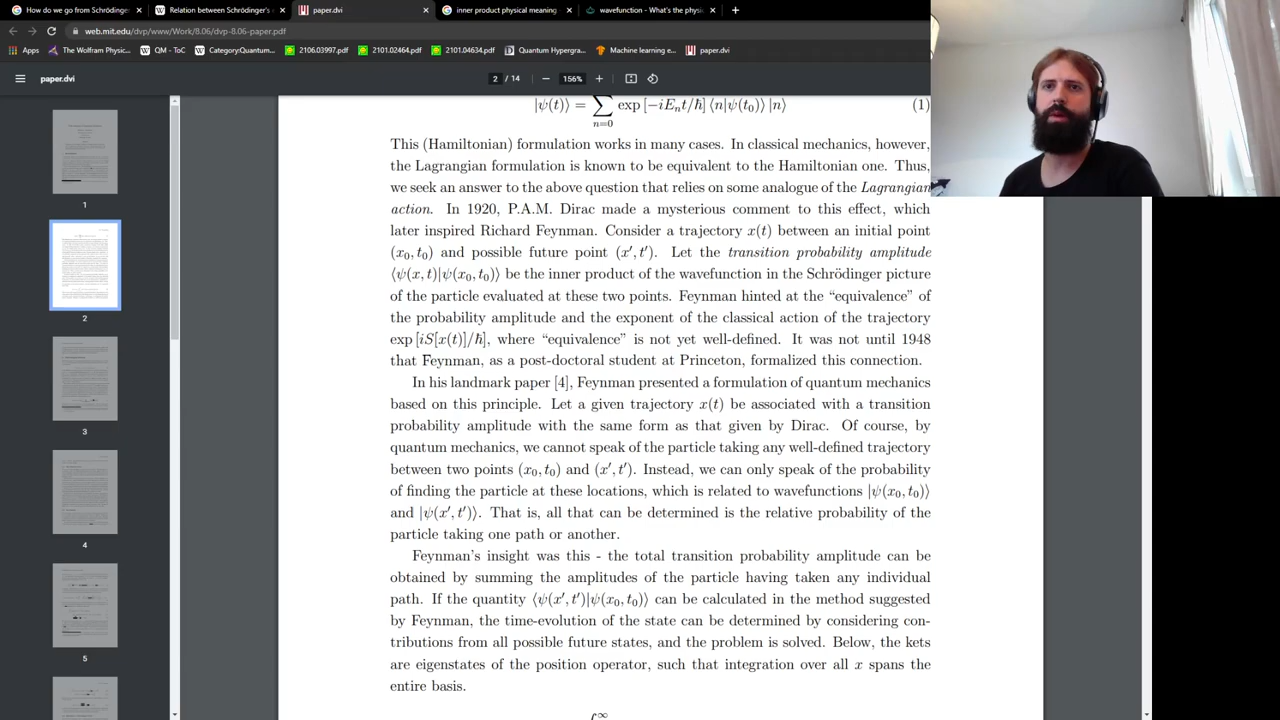 How do we go from Schrödinge
Relation between Schrödinger's
paper.dvi
inner product physical meaning
wavefunction - What's the physi
web.mit.edu/dvp/www/Work/8.06/dvp-8.06-paper.pdf
Apps
The Wolfram Physic...
QM - ToC
Category:Quantum...
2106.03997.pdf
2101.02464.pdf
2101.04634.pdf
Quantum Hypergra...
Machine learning e...
paper.dvi
paper.dvi
2 / 14
156%
|ψ(t)⟩ = ∑ exp [−iEₙt/ħ] ⟨n|ψ(t₀)⟩ |n⟩ (1)
n=0
This (Hamiltonian) formulation works in many cases. In classical mechanics, however,
the Lagrangian formulation is known to be equivalent to the Hamiltonian one. Thus,
we seek an answer to the above question that relies on some analogue of the Lagrangian
action. In 1920, P.A.M. Dirac made a mysterious comment to this effect, which
later inspired Richard Feynman. Consider a trajectory x(t) between an initial point
(x₀, t₀) and possible final point (x′, t′). Let the transition probability amplitude
⟨ψ(x, t)|ψ(x₀, t₀)⟩ be the innerproduct of the wavefunction in the Schrödinger picture
of the particle evaluated at these two points. Feynman hinted at the “equivalence” of
the probability amplitude and the exponent of the classical action of the trajectory
exp [iS[x(t)]/ħ], where “equivalence” is not yet well-defined. It was not until 1948
that Feynman, as a post-doctoral student at Princeton, fathomed this connection.
In his landmark paper [4], Feynman presented a formulation of quantum mechanics
based on this principle. Let a given trajectory x(t) be associated with a transition
probability amplitude with the same form as that given by Dirac. Of course, by
quantum mechanics, we cannot speak of the particle taking any well-defined trajectory
between two points (x₀, t₀) and (x′, t′). Instead, we can only speak of the probability
of finding the particle at these locations, which is related to wavefunctions |ψ(x₀, t₀)⟩
and |ψ(x′, t′)⟩. That is, all that can be determined is the relative probability of the
particle taking one path or another.
Feynman’s insight was this - the total transition probability amplitude can be
obtained by summing the amplitudes of the particle having taken any individual
path. If the quantity ⟨ψ(x′, t′)|ψ(x₀, t₀)⟩ can be calculated in the method suggested
by Feynman, the time-evolution of the state can be determined by considering con-
tributions from all possible future states, and the problem is solved. Below, the kets
are eigenstates of the position operator, such that integration over all x spans the
entire basis.
∞
1
2
3
4
5